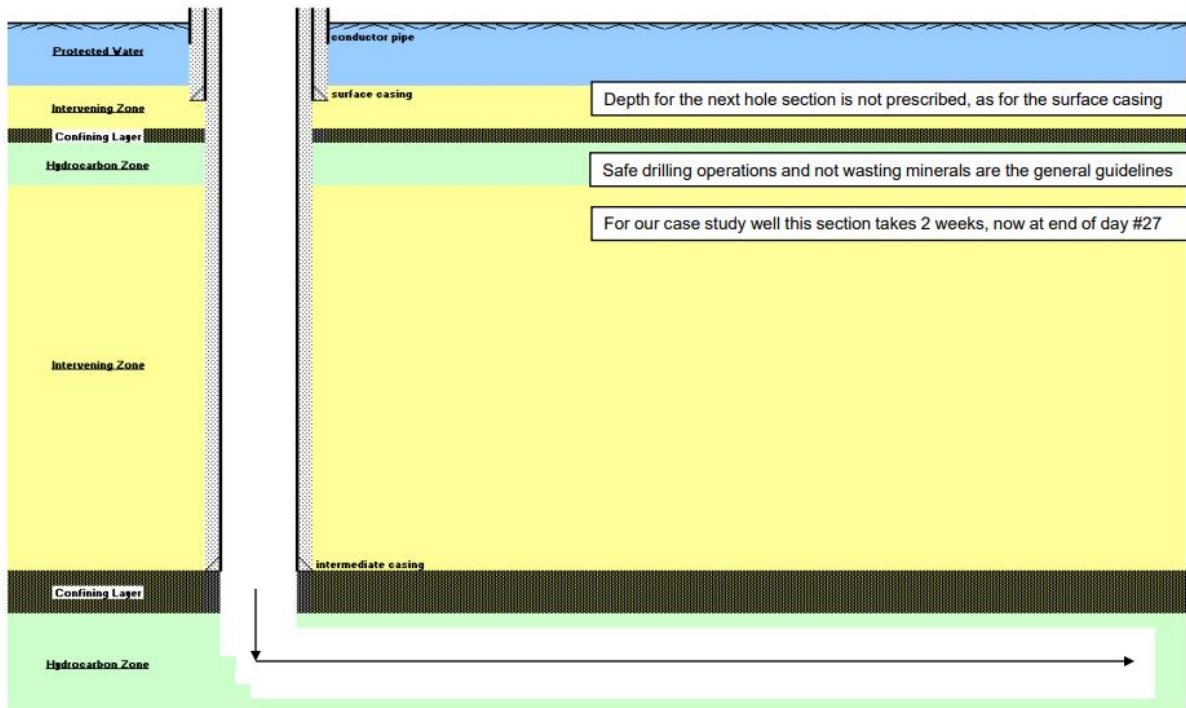 conductor pipe
Protected Water
surface casing
Depth for the next hole section is not prescribed, as for the surface casing
Intervening Zone
Confining Layer
Hydrocarbon Zone
Safe drilling operations and not wasting minerals are the general guidelines
For our case study well this section takes 2 weeks, now at end of day #27
Intervening Zone
intermediate casing
Confining Layer
Hydrocarbon Zone